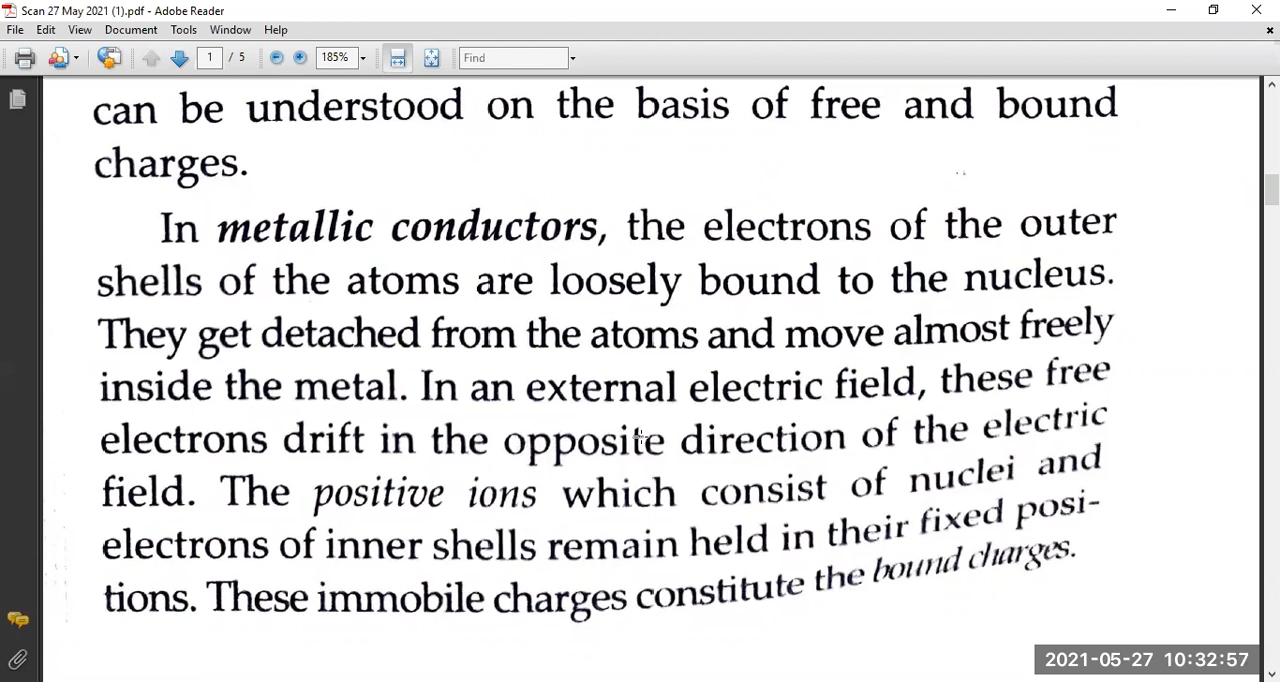 Scan 27 May 2021 (1).pdf - Adobe Reader
File Edit View Document Tools Window Help
1 / 5 185% Find
can be understood on the basis of free and bound
charges.
In metallic conductors, the electrons of the outer
shells of the atoms are loosely bound to the nucleus.
They get detached from the atoms and move almost freely
inside the metal. In an external electric field, these free
electrons drift in the opposite direction of the electric
field. The positive ions which consist of nuclei and
electrons of inner shells remain held in their fixed posi-
tions. These immobile charges constitute the bound charges.
2021-05-27 10:32:57